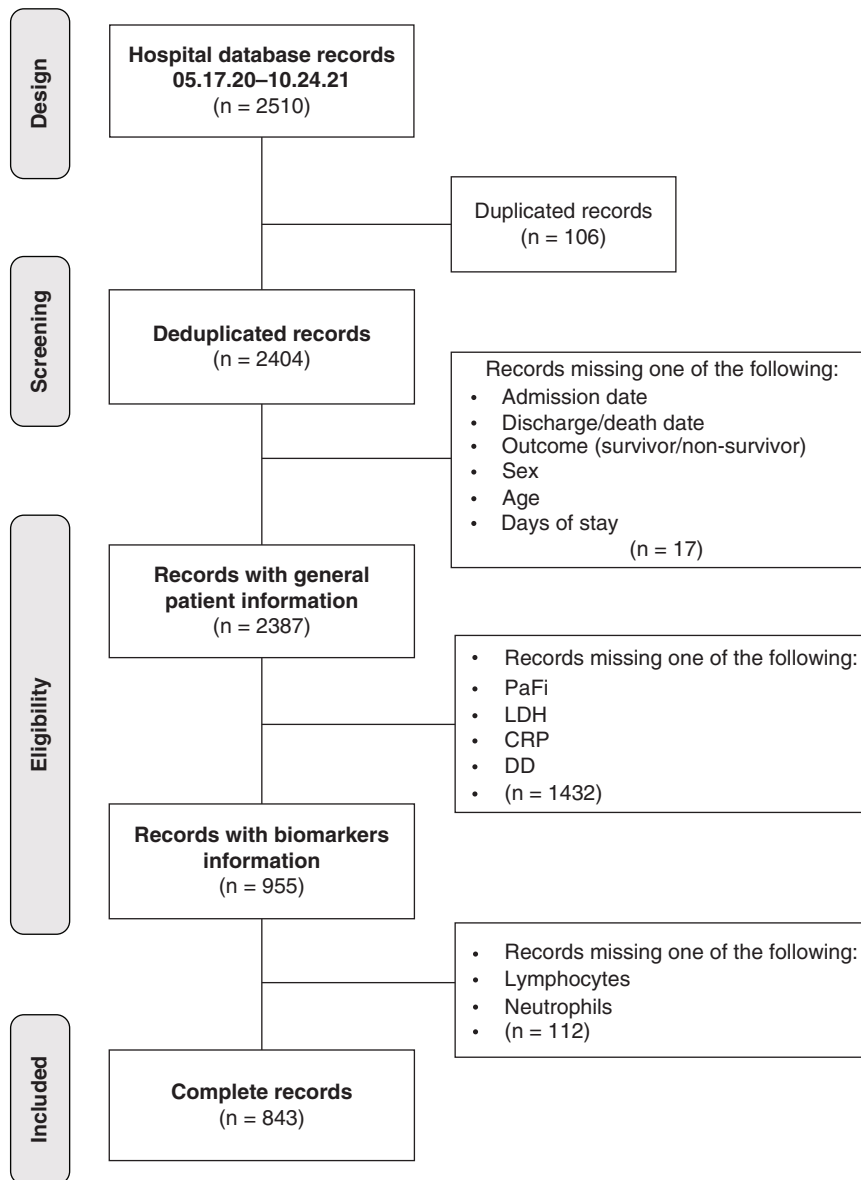 Design
Hospital database records
05.17.20–10.24.21
(n = 2510)
Duplicated records
(n = 106)
Screening
Deduplicated records
(n = 2404)
Records missing one of the following:
• Admission date
• Discharge/death date
• Outcome (survivor/non-survivor)
• Sex
• Age
• Days of stay
(n = 17)
Eligibility
Records with general
patient information
(n = 2387)
• Records missing one of the following:
• PaFi
• LDH
• CRP
• DD
• (n = 1432)
Records with biomarkers
information
(n = 955)
• Records missing one of the following:
• Lymphocytes
• Neutrophils
• (n = 112)
Included
Complete records
(n = 843)